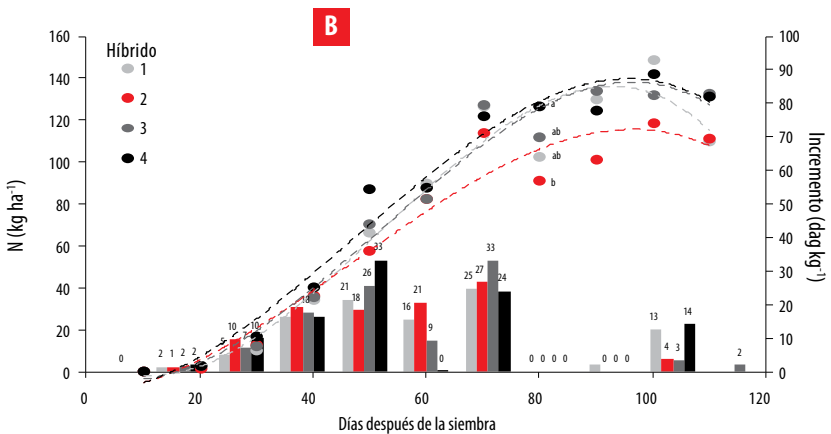 B
Híbrido
1
2
3
4
N (kg ha-1)
160
140
120
100
80
60
40
20
0
Incremento (dag kg-1)
100
90
80
70
60
50
40
30
20
10
0
a
ab
ab
b
0
2 1 2 2
5 10 7 10
18
21 18 26 33
16 21 9 0
25 27 33 24
0 0 0 0
0 0 0
13 4 3 14
2
0 20 40 60 80 100 120
Días después de la siembra